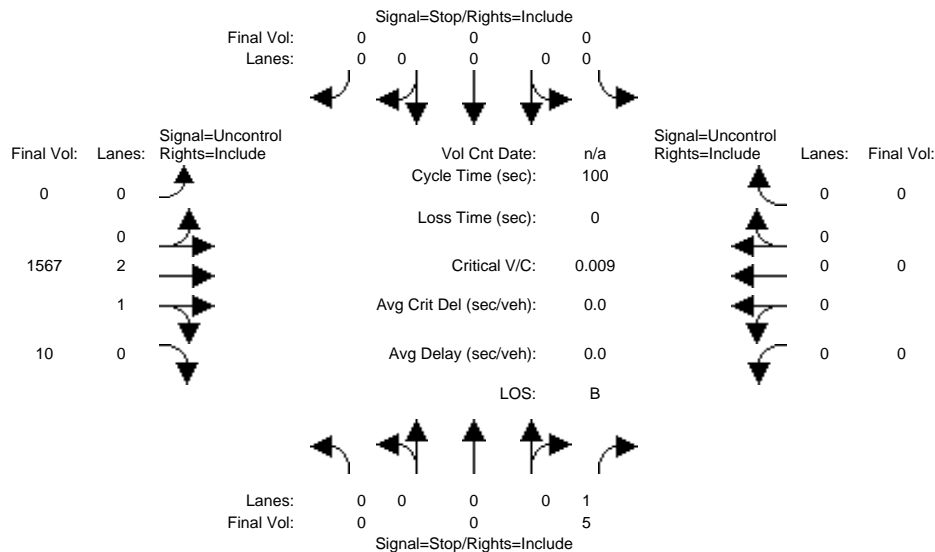 Signal=Stop/Rights=Include
Final Vol: 0 0 0
Lanes: 0 0 0 0 0
Signal=Uncontrol
Final Vol: Lanes: Rights=Include
Vol Cnt Date: n/a
Signal=Uncontrol
Rights=Include Lanes: Final Vol:
0 0
Cycle Time (sec): 100
0 0
0
Loss Time (sec): 0
0
1567 2
Critical V/C: 0.009
0 0
1
Avg Crit Del (sec/veh): 0.0
0
10 0
Avg Delay (sec/veh): 0.0
0 0
LOS: B
Lanes: 0 0 0 0 1
Final Vol: 0 0 5
Signal=Stop/Rights=Include